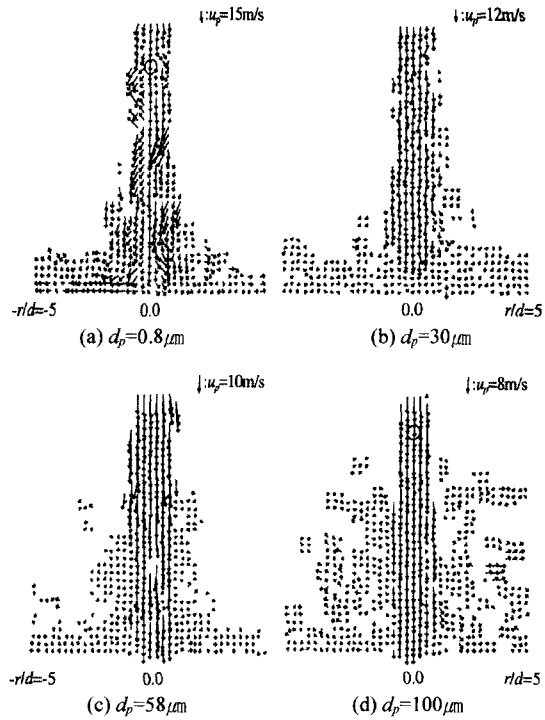 ↓:uₚ=15m/s
↓:uₚ=12m/s
-r/d=-5 0.0
0.0 r/d=5
(a) dₚ=0.8μm
(b) dₚ=30μm
↓:uₚ=10m/s
↓:uₚ=8m/s
-r/d=-5 0.0
0.0 r/d=5
(c) dₚ=58μm
(d) dₚ=100μm